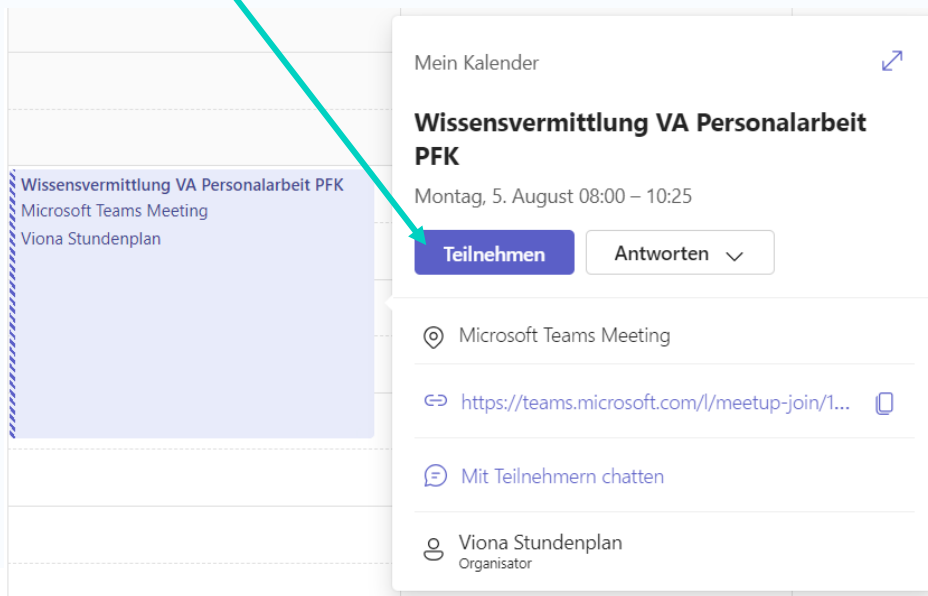 Wissensvermittlung VA Personalarbeit PFK
Microsoft Teams Meeting
Viona Stundenplan
Mein Kalender
Wissensvermittlung VA Personalarbeit
PFK
Montag, 5. August 08:00 – 10:25
Teilnehmen
Antworten
Microsoft Teams Meeting
https://teams.microsoft.com/l/meetup-join/1...
Mit Teilnehmern chatten
Viona Stundenplan
Organisator